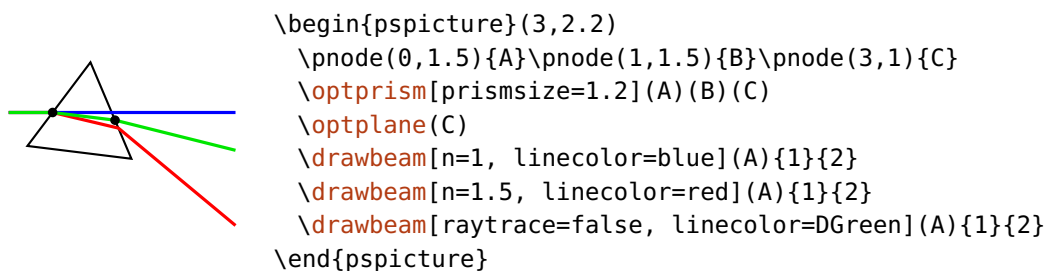 \begin{pspicture}(3,2.2)
\pnode(0,1.5){A}\pnode(1,1.5){B}\pnode(3,1){C}
\optprism[prismsize=1.2](A)(B)(C)
\optplane(C)
\drawbeam[n=1, linecolor=blue](A){1}{2}
\drawbeam[n=1.5, linecolor=red](A){1}{2}
\drawbeam[raytrace=false, linecolor=DGreen](A){1}{2}
\end{pspicture}